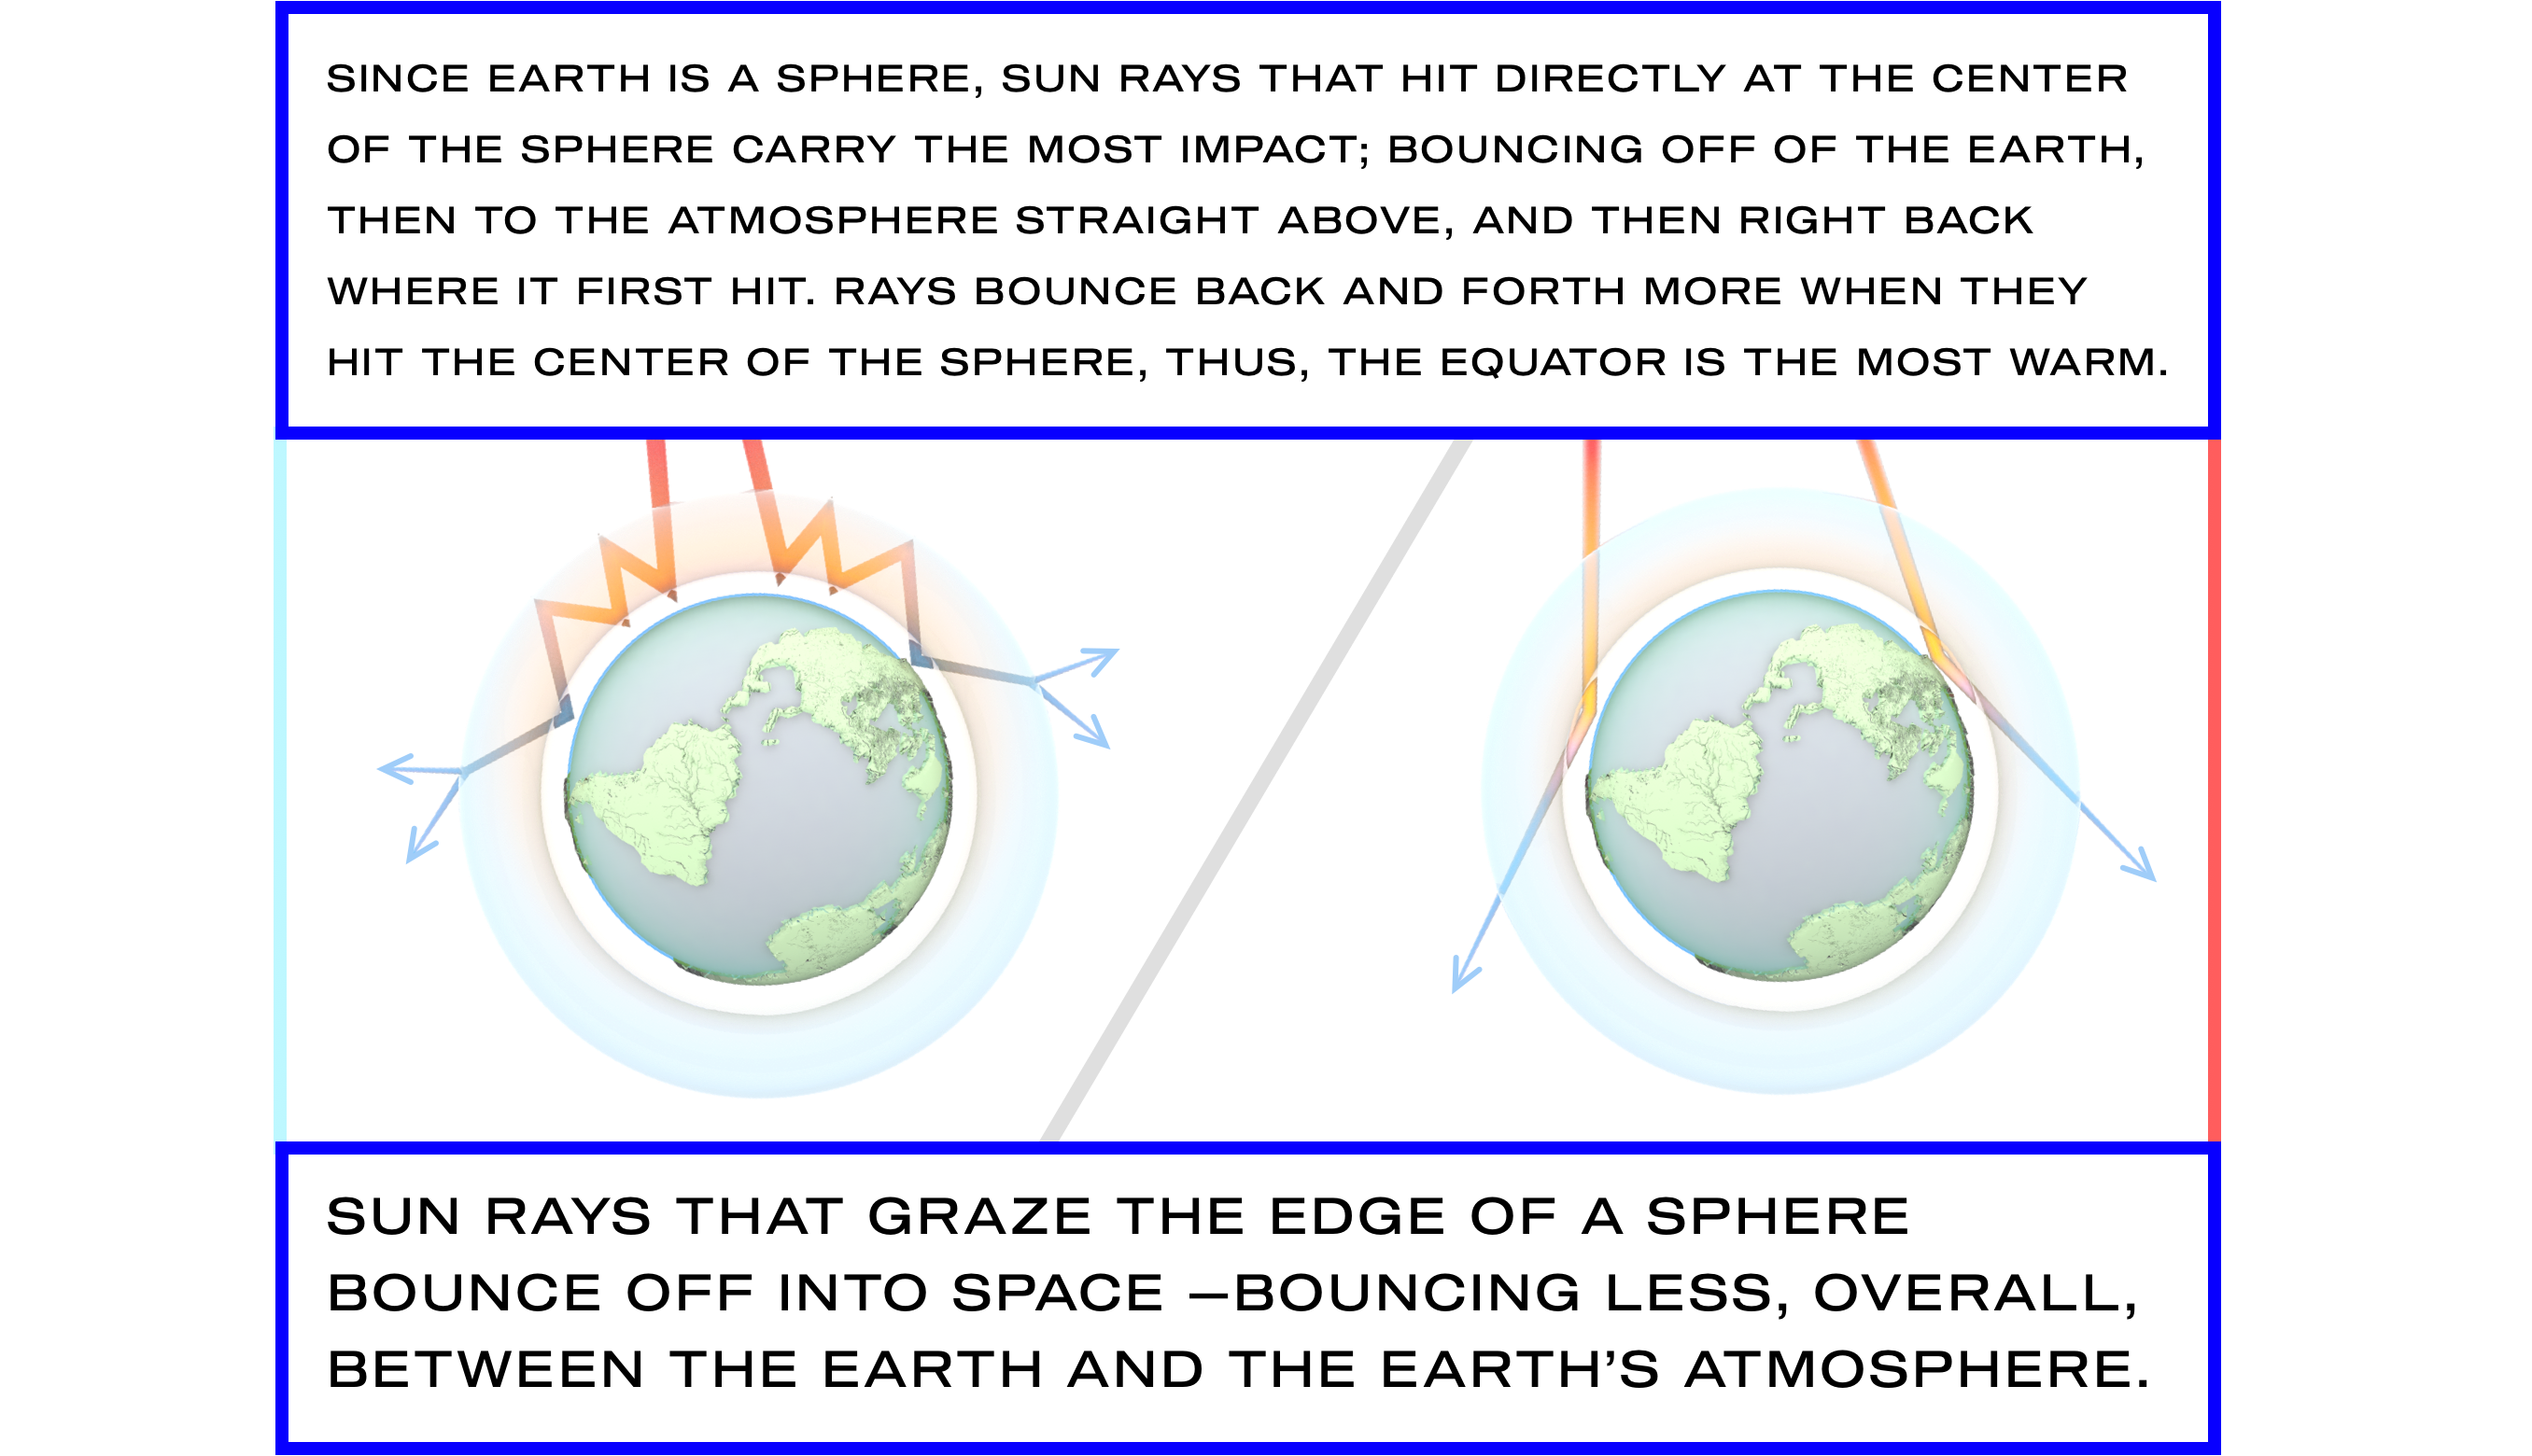 SINCE EARTH IS A SPHERE, SUN RAYS THAT HIT DIRECTLY AT THE CENTER
OF THE SPHERE CARRY THE MOST IMPACT; BOUNCING OFF OF THE EARTH,
THEN TO THE ATMOSPHERE STRAIGHT ABOVE, AND THEN RIGHT BACK
WHERE IT FIRST HIT. RAYS BOUNCE BACK AND FORTH MORE WHEN THEY
HIT THE CENTER OF THE SPHERE, THUS, THE EQUATOR IS THE MOST WARM.
SUN RAYS THAT GRAZE THE EDGE OF A SPHERE
BOUNCE OFF INTO SPACE —BOUNCING LESS, OVERALL,
BETWEEN THE EARTH AND THE EARTH’S ATMOSPHERE.